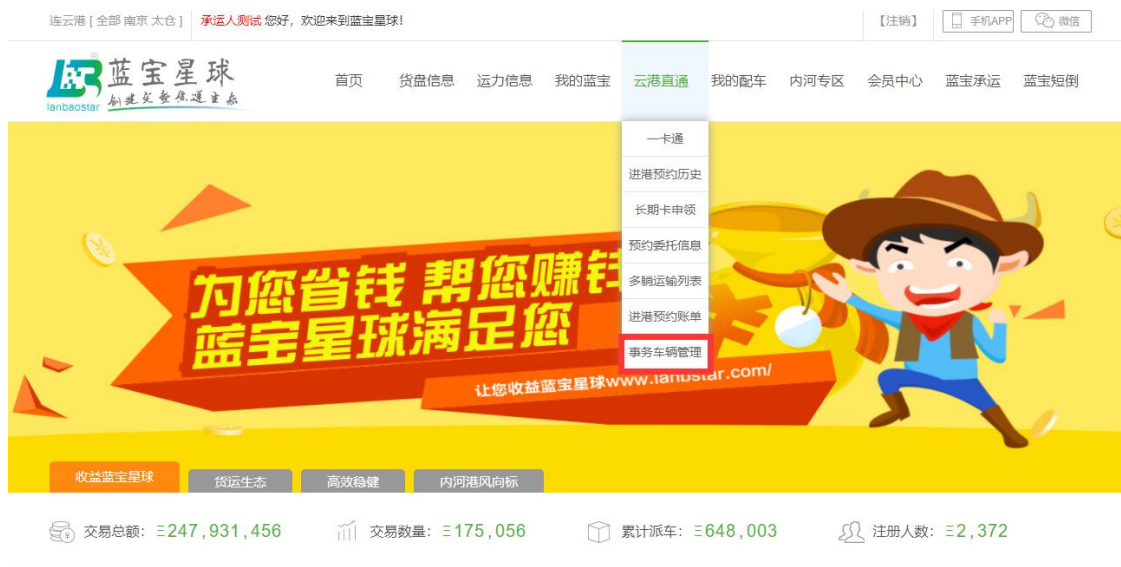 连云港 [ 全部 南京 太仓 ] 承运人测试 您好，欢迎来到蓝宝星球！ 【注销】 手机APP 微信
蓝宝星球
lanbaostar 创建完整货运生态
首页 货盘信息 运力信息 我的蓝宝 云港直通 我的配车 内河专区 会员中心 蓝宝承运 蓝宝短倒
一卡通
进港预约历史
长期卡申领
预约委托信息
多躺运输列表
进港预约账单
事务车辆管理
为您省钱 帮您赚钱
蓝宝星球满足您
让您收益蓝宝星球www.lanbstar.com/
收益蓝宝星球 货运生态 高效稳健 内河港风向标
交易总额: 247,931,456 交易数量: 175,056 累计派车: 648,003 注册人数: 2,372